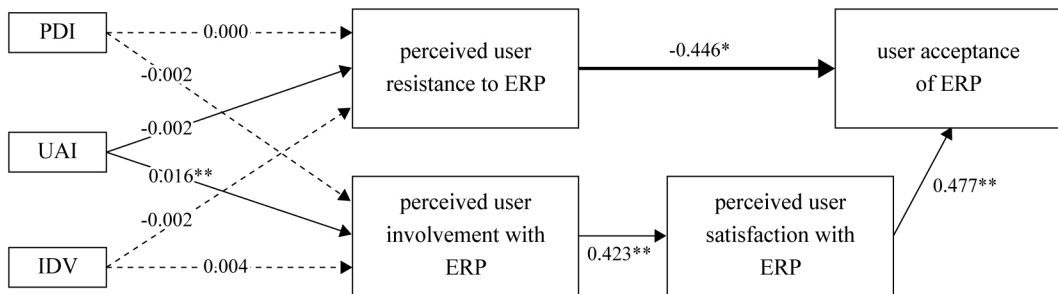 PDI
0.000
perceived user
resistance to ERP
-0.446*
user acceptance
of ERP
-0.002
-0.002
UAI
0.016**
perceived user
involvement with
ERP
perceived user
satisfaction with
ERP
0.477**
-0.002
0.423**
IDV
0.004